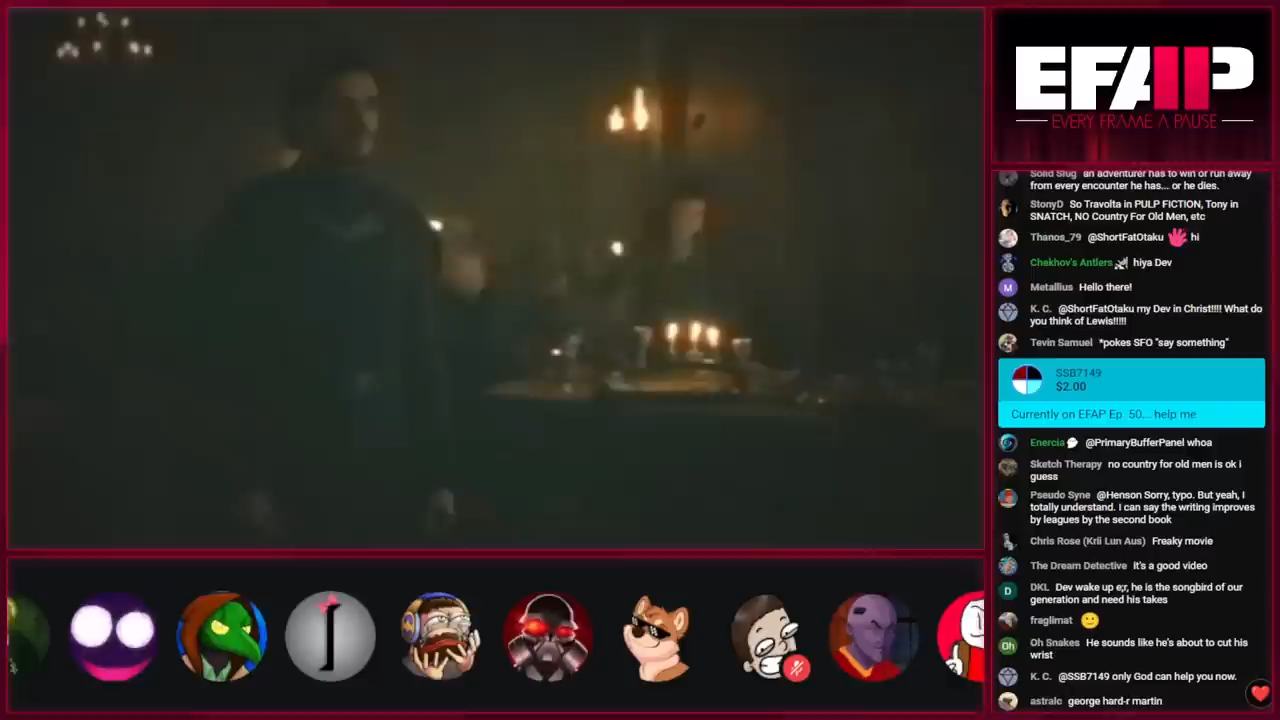 EFAP
EVERY FRAME A PAUSE
Solid Slug an adventurer has to win or run away
from every encounter he has... or he dies.
StonyD So Travolta in PULP FICTION, Tony in
SNATCH, NO Country For Old Men, etc
Thanos_79 @ShortFatOtaku hi
Chekhov's Antlers hiya Dev
M Metallius Hello there!
K. C. @ShortFatOtaku my Dev in Christ!!!! What do
you think of Lewis!!!!!
Tevin Samuel *pokes SFO "say something"
SSB7149
$2.00
Currently on EFAP Ep. 50... help me
Enercia @PrimaryBufferPanel whoa
Sketch Therapy no country for old men is ok i
guess
Pseudo Syne @Henson Sorry, typo. But yeah, I
totally understand. I can say the writing improves
by leagues by the second book
Chris Rose (Krii Lun Aus) Freaky movie
The Dream Detective it's a good video
D DKL Dev wake up e;r, he is the songbird of our
generation and need his takes
fraglimat
Oh Oh Snakes He sounds like he's about to cut his
wrist
K. C. @SSB7149 only God can help you now.
astralc george hard-r martin